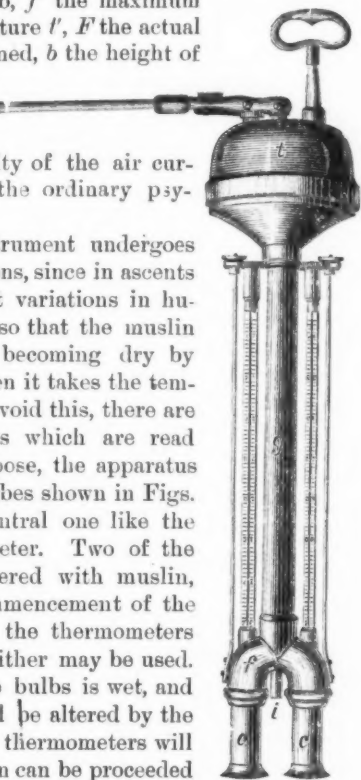 the maximum
ture t′, F the actual
ned, b the height of
ty of the air cur-
the ordinary psy-
rument undergoes
ns, since in ascents
t variations in hu-
so that the muslin
becoming dry by
en it takes the tem-
void this, there are
s which are read
pose, the apparatus
bes shown in Figs.
ntral one like the
eter. Two of the
ered with muslin,
mmencement of the
the thermometers
ither may be used.
bulbs is wet, and
be altered by the
thermometers will
n can be proceeded
t
g
f
i
c c